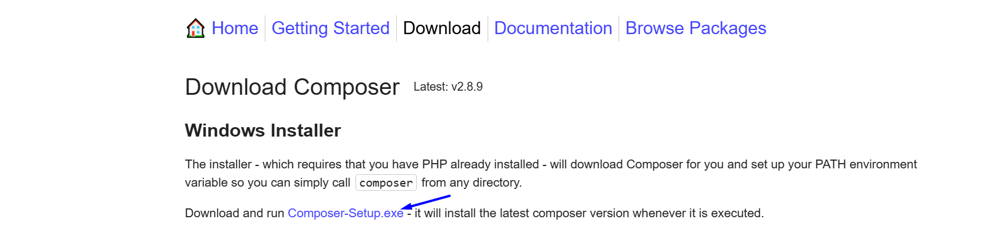 Home Getting Started Download Documentation Browse Packages
Download Composer Latest: v2.8.9
Windows Installer
The installer - which requires that you have PHP already installed - will download Composer for you and set up your PATH environment
variable so you can simply call composer from any directory.
Download and run Composer-Setup.exe - it will install the latest composer version whenever it is executed.